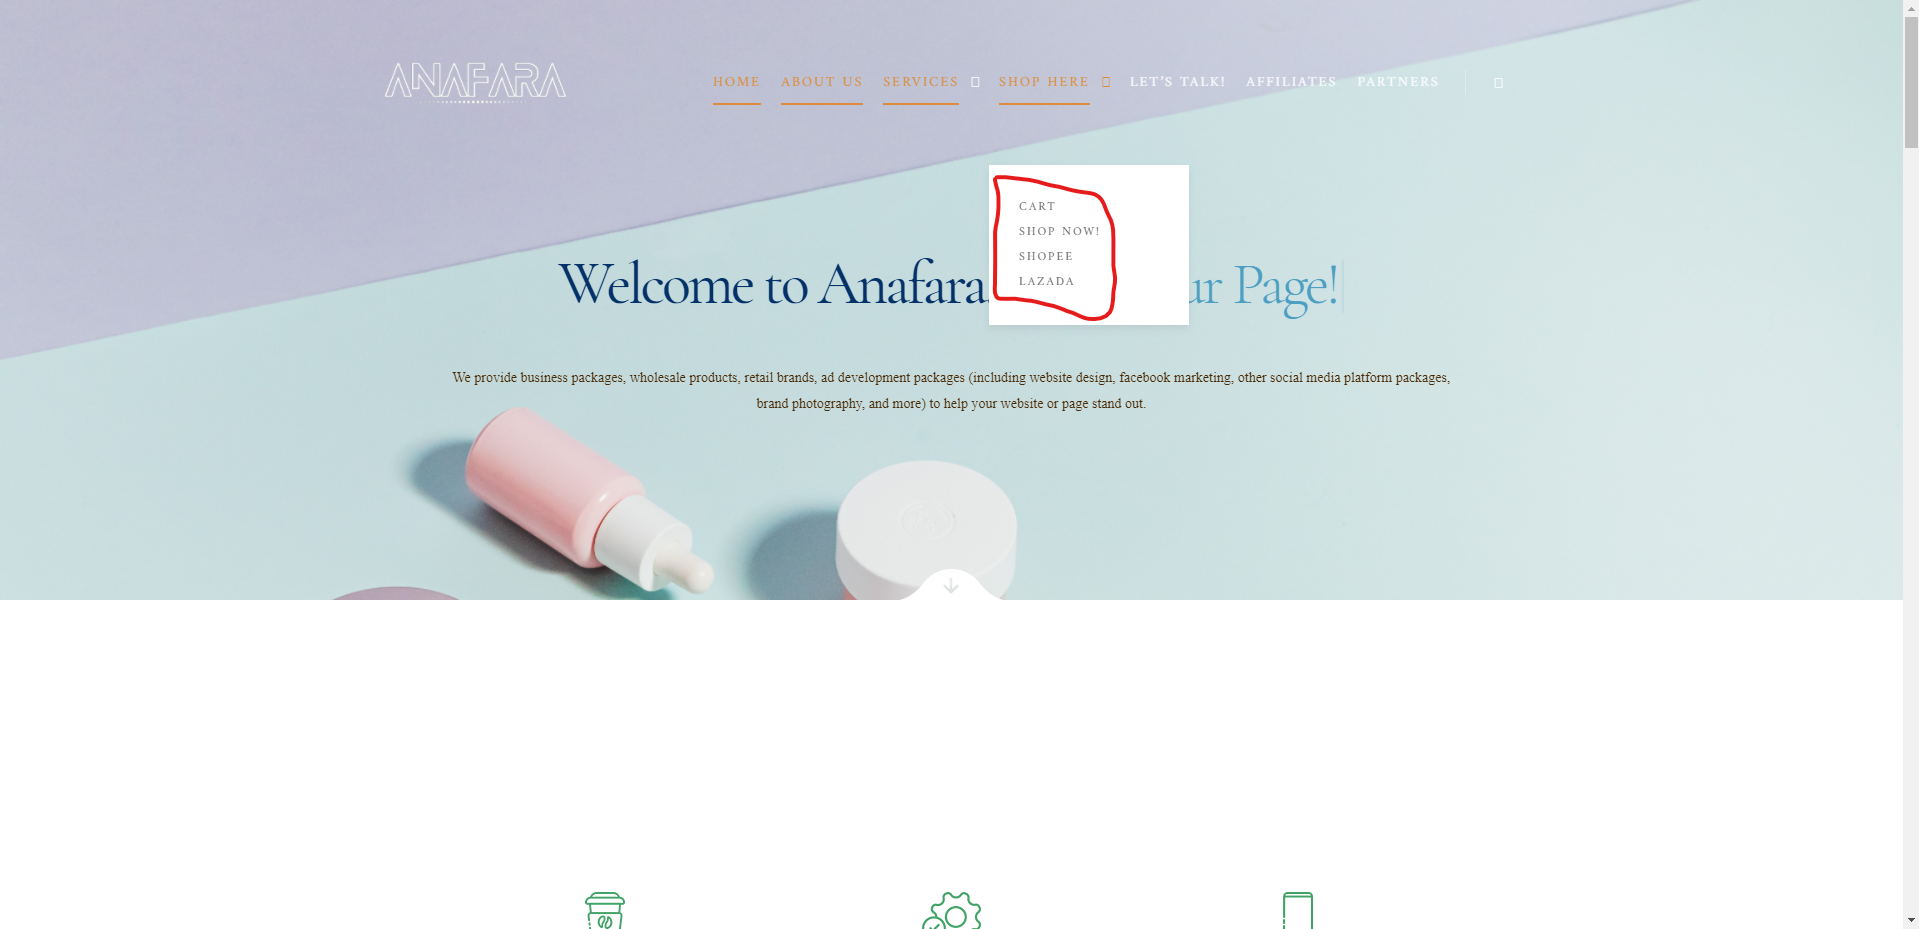 ANAFARA
HOME ABOUT US SERVICES SHOP HERE LET'S TALK! AFFILIATES PARTNERS
CART
SHOP NOW!
SHOPEE
LAZADA
Welcome to Anafara ur Page!
We provide business packages, wholesale products, retail brands, ad development packages (including website design, facebook marketing, other social media platform packages,
brand photography, and more) to help your website or page stand out.